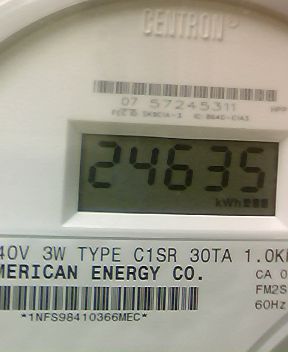 CENTRON
07 57245311
24635
kWh
40V 3W TYPE C1SR 30TA 1.0K
MERICAN ENERGY CO.
CA 0
FM2S
60Hz
*1NFS98410366MEC*